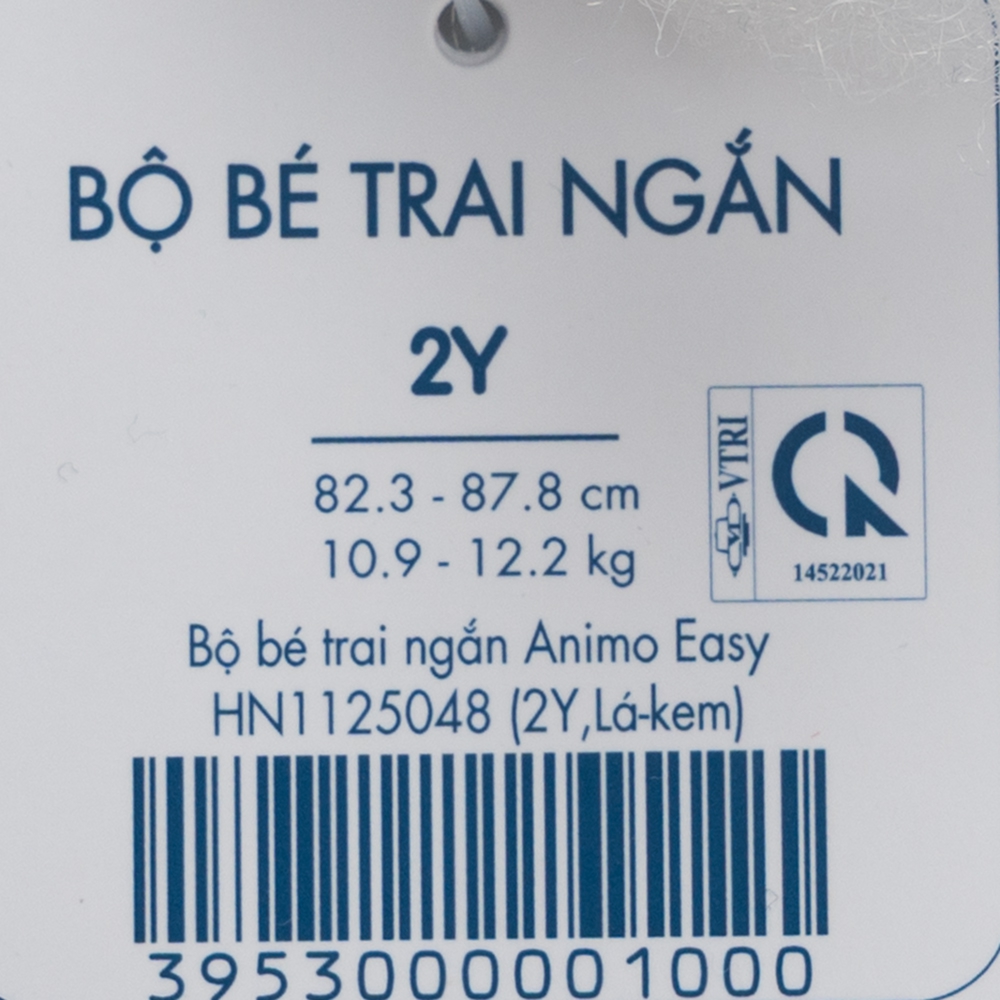 BỘ BÉ TRAI NGẮN
2Y
82.3 - 87.8 cm
10.9 - 12.2 kg
VTRI
14522021
Bộ bé trai ngắn Animo Easy
HN1125048 (2Y,Lá-kem)
3953000001000